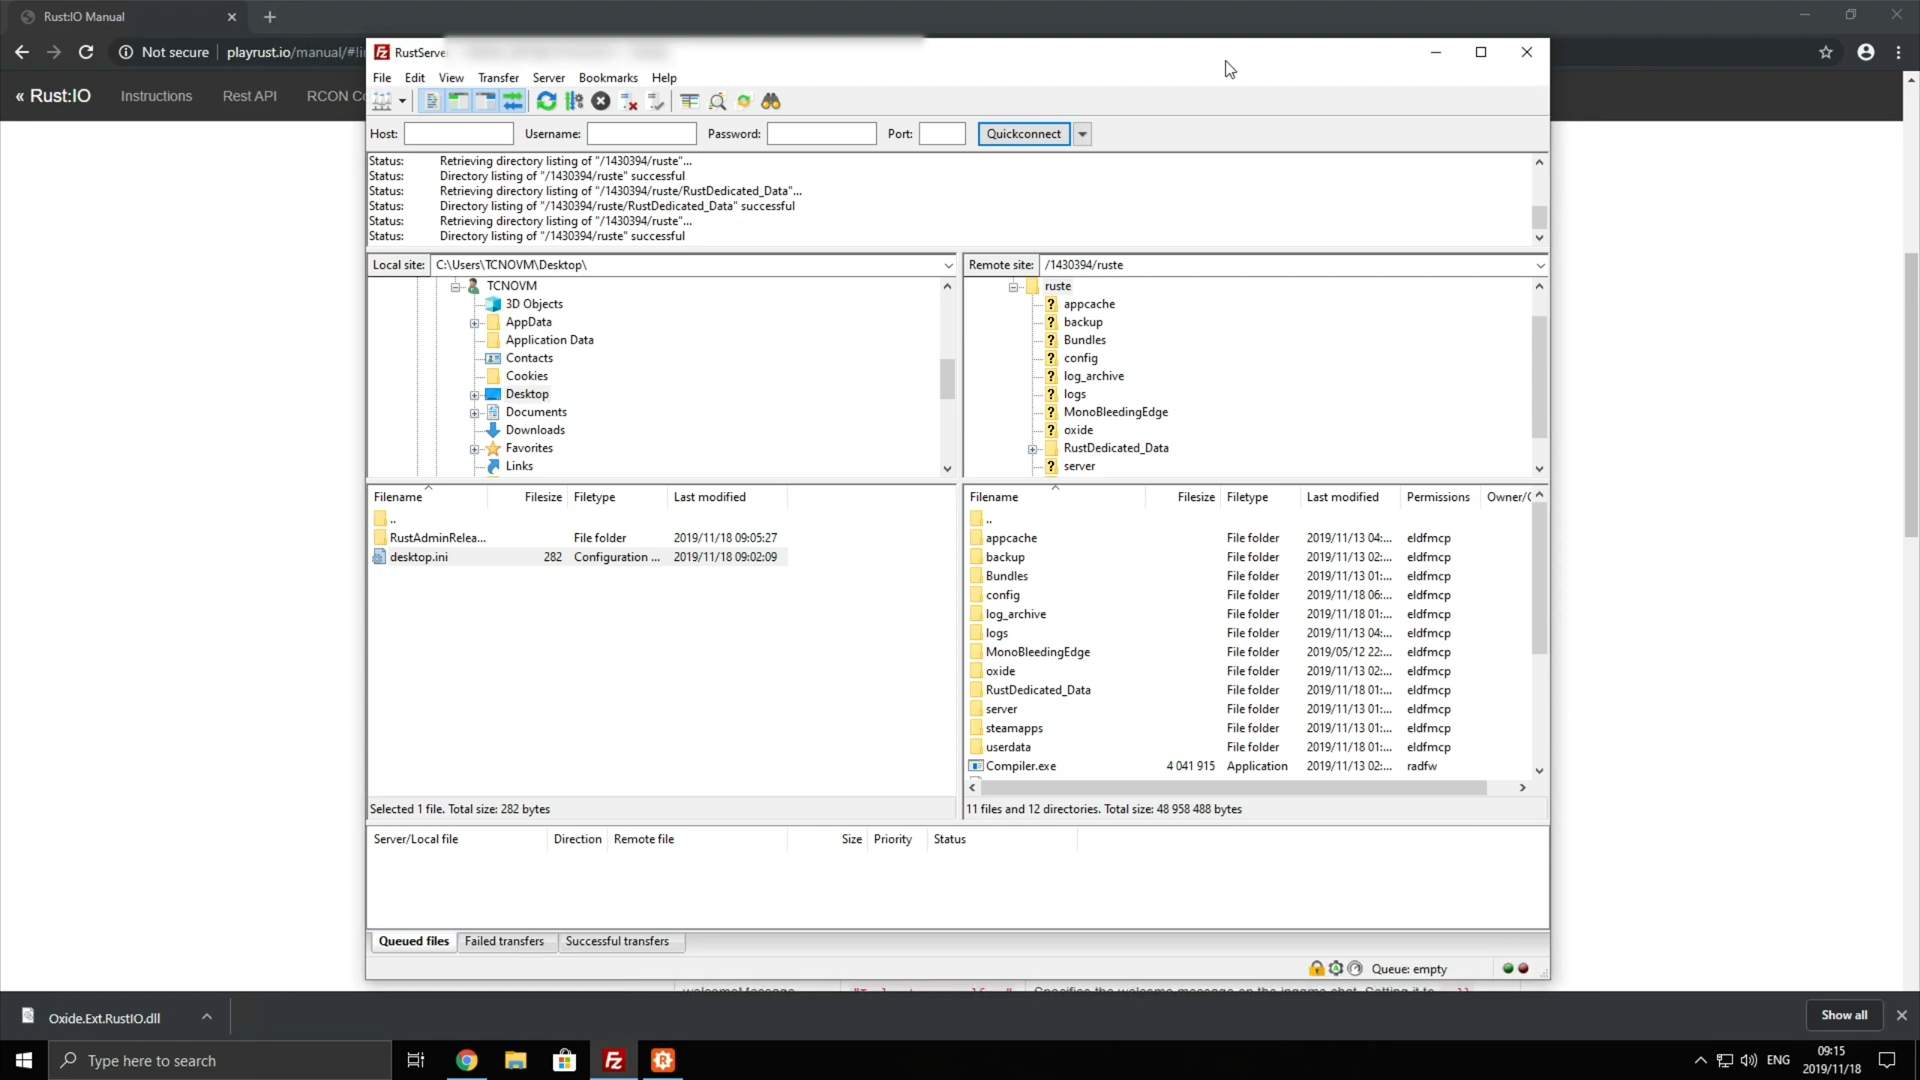 Rust:IO Manual
Not secure
playrust.io/manual/#!in
« Rust:IO
Instructions
Rest API
RCON Co
RustServe
File Edit View Transfer Server Bookmarks Help
Host: Username: Password: Port: Quickconnect
Status: Retrieving directory listing of "/1430394/ruste"...
Status: Directory listing of "/1430394/ruste" successful
Status: Retrieving directory listing of "/1430394/ruste/RustDedicated_Data"...
Status: Directory listing of "/1430394/ruste/RustDedicated_Data" successful
Status: Retrieving directory listing of "/1430394/ruste"...
Status: Directory listing of "/1430394/ruste" successful
Local site: C:\Users\TCNOVM\Desktop\
TCNOVM
3D Objects
AppData
Application Data
Contacts
Cookies
Desktop
Documents
Downloads
Favorites
Links
Remote site: /1430394/ruste
ruste
appcache
backup
Bundles
config
log_archive
logs
MonoBleedingEdge
oxide
RustDedicated_Data
server
Filename Filesize Filetype Last modified
..
RustAdminRelea... File folder 2019/11/18 09:05:27
desktop.ini 282 Configuration ... 2019/11/18 09:02:09
Selected 1 file. Total size: 282 bytes
Filename Filesize Filetype Last modified Permissions Owner/G
..
appcache File folder 2019/11/13 04:... eldfmcp
backup File folder 2019/11/13 02:... eldfmcp
Bundles File folder 2019/11/13 01:... eldfmcp
config File folder 2019/11/18 06:... eldfmcp
log_archive File folder 2019/11/18 01:... eldfmcp
logs File folder 2019/11/13 04:... eldfmcp
MonoBleedingEdge File folder 2019/05/12 22:... eldfmcp
oxide File folder 2019/11/13 02:... eldfmcp
RustDedicated_Data File folder 2019/11/18 01:... eldfmcp
server File folder 2019/11/13 01:... eldfmcp
steamapps File folder 2019/11/13 01:... eldfmcp
userdata File folder 2019/11/18 01:... eldfmcp
Compiler.exe 4 041 915 Application 2019/11/13 02:... radfw
11 files and 12 directories. Total size: 48 958 488 bytes
Server/Local file Direction Remote file Size Priority Status
Queued files Failed transfers Successful transfers
Queue: empty
Oxide.Ext.RustIO.dll
Show all
Type here to search
ENG
09:15
2019/11/18